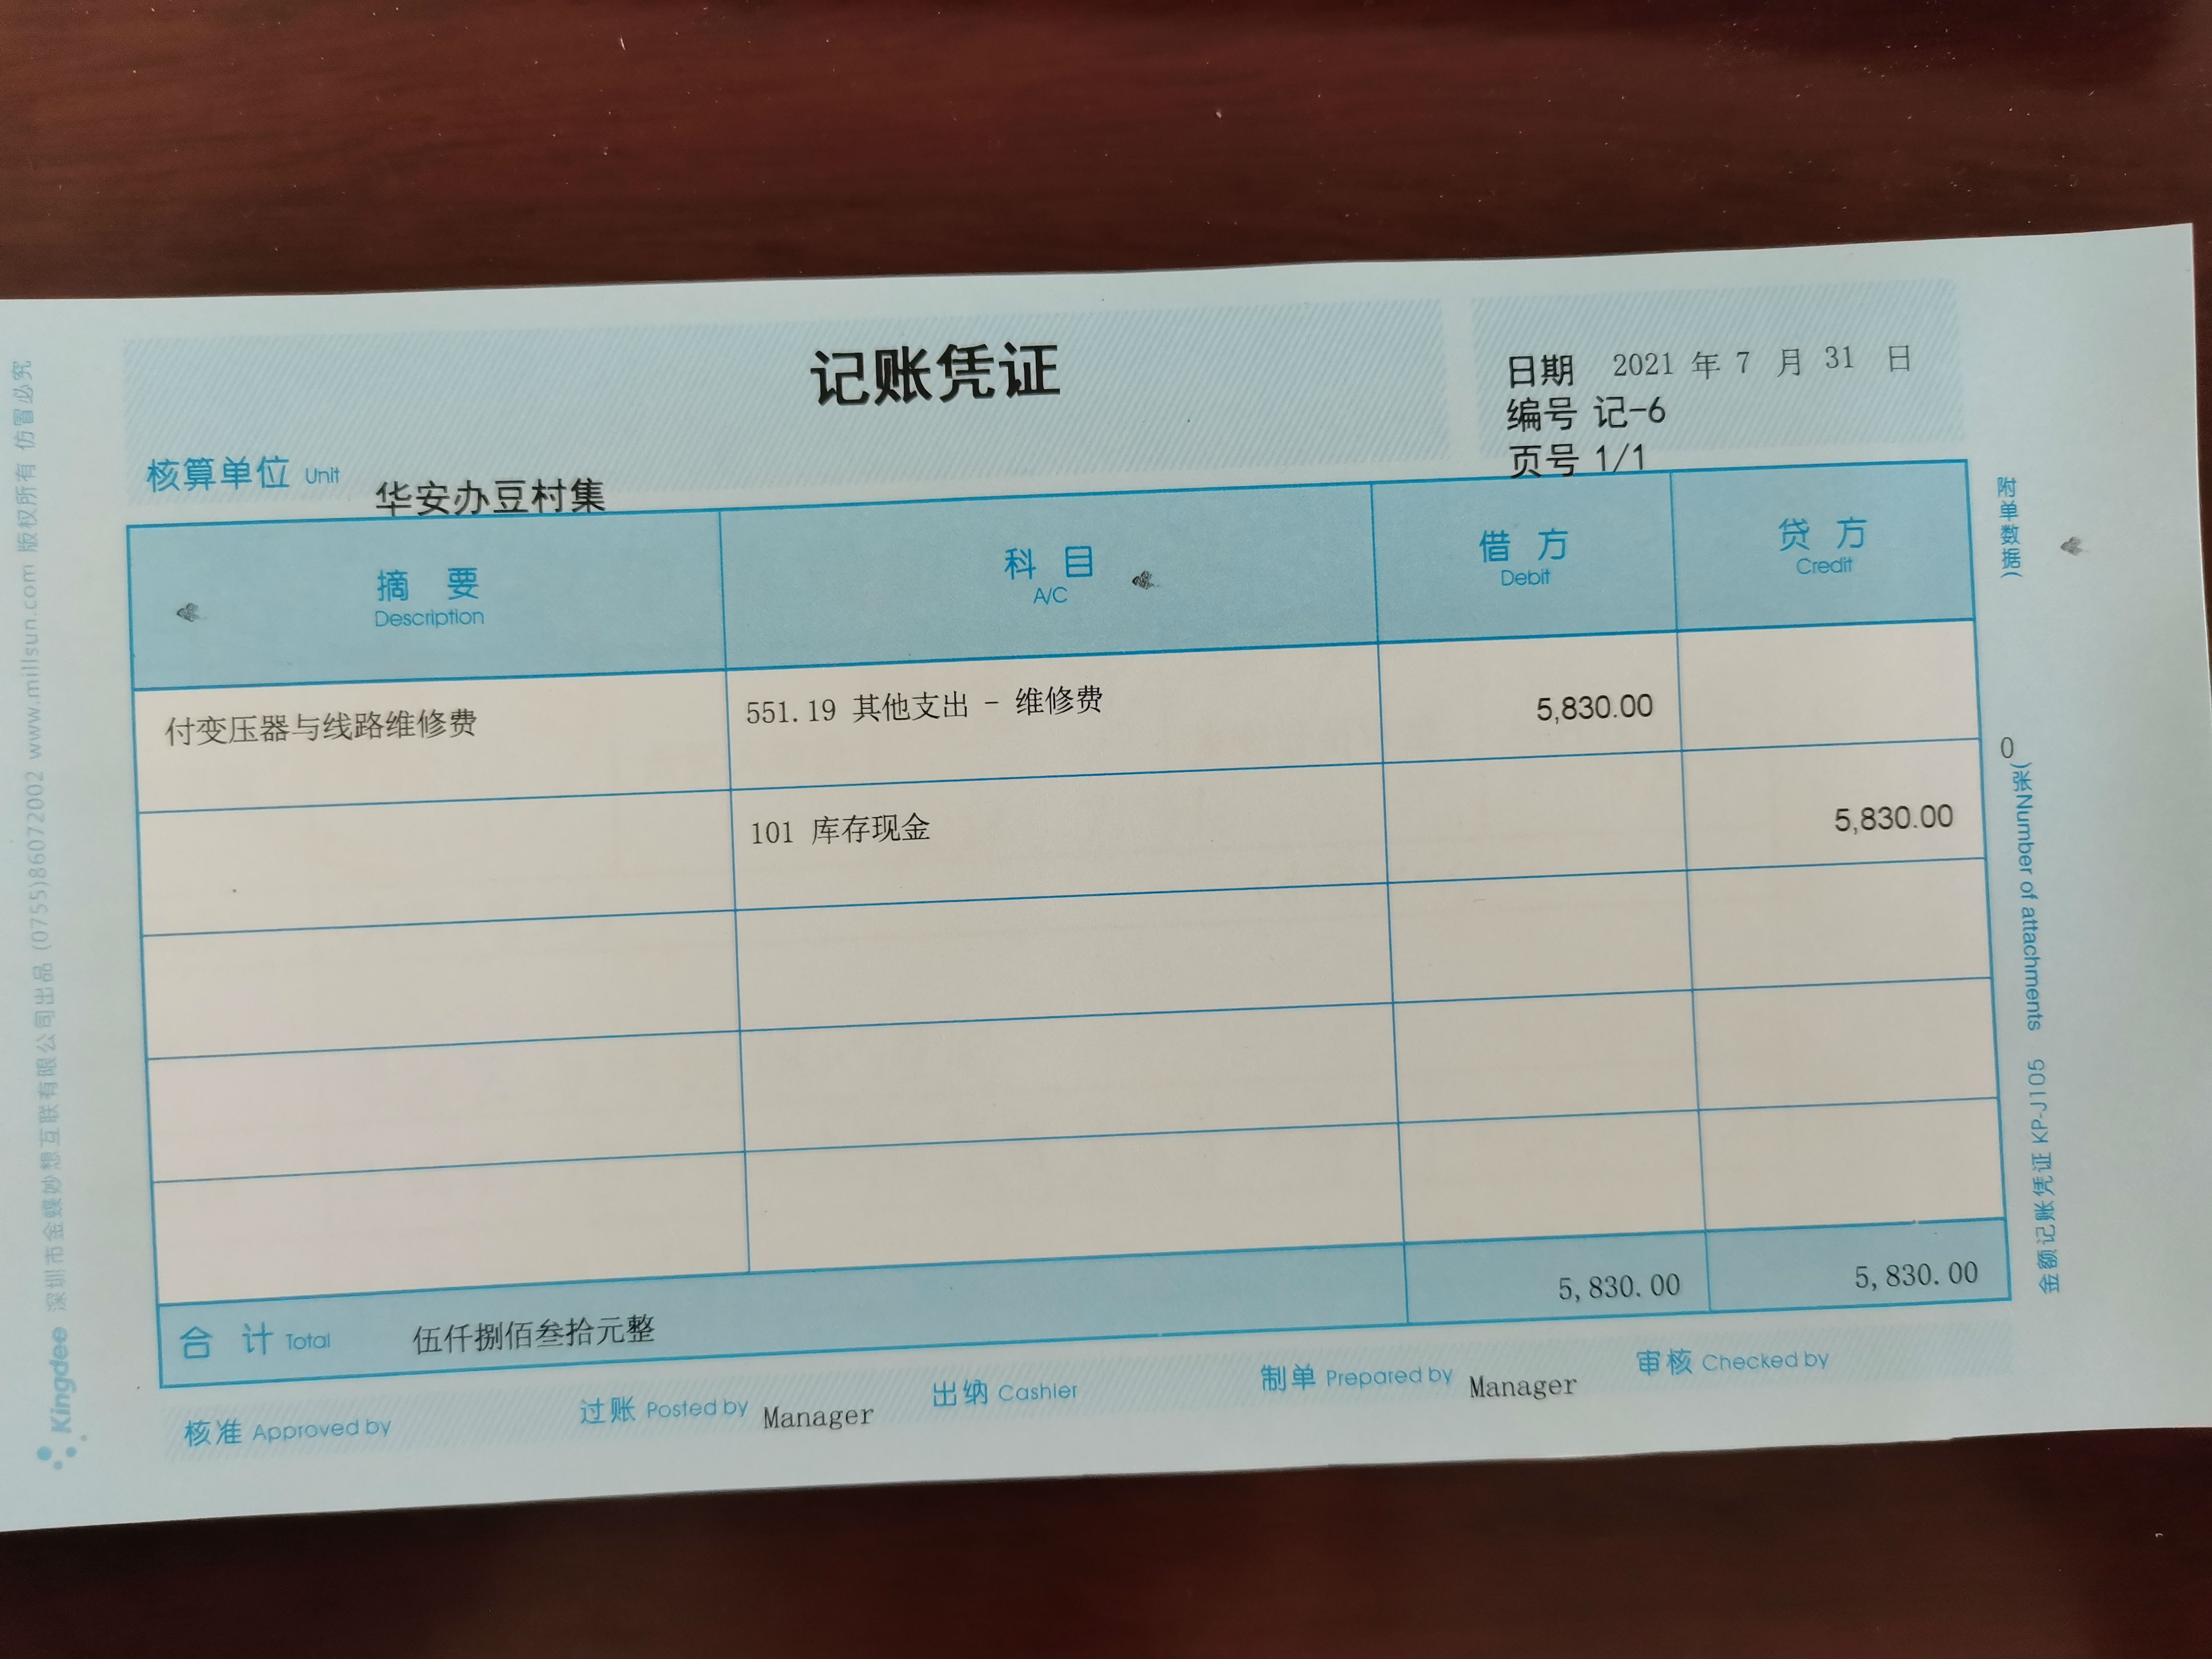 记账凭证
日期 2021 年 7 月 31 日
编号 记-6
页号 1/1
核算单位 Unit 华安办豆村集
摘 要 科 目 借 方 贷 方
Description A/C Debit Credit
付变压器与线路维修费 551.19 其他支出 - 维修费 5,830.00
101 库存现金 5,830.00
合 计 Total 伍仟捌佰叁拾元整 5,830.00 5,830.00
核准 Approved by 过账 Posted by Manager 出纳 Cashier 制单 Prepared by Manager 审核 Checked by
附单数据( 0 )张Number of attachments
金额记账凭证 KP-J105
Kingdee 深圳市金蝶妙想互联有限公司出品 (0755)86072002 www.millsun.com 版权所有 仿冒必究